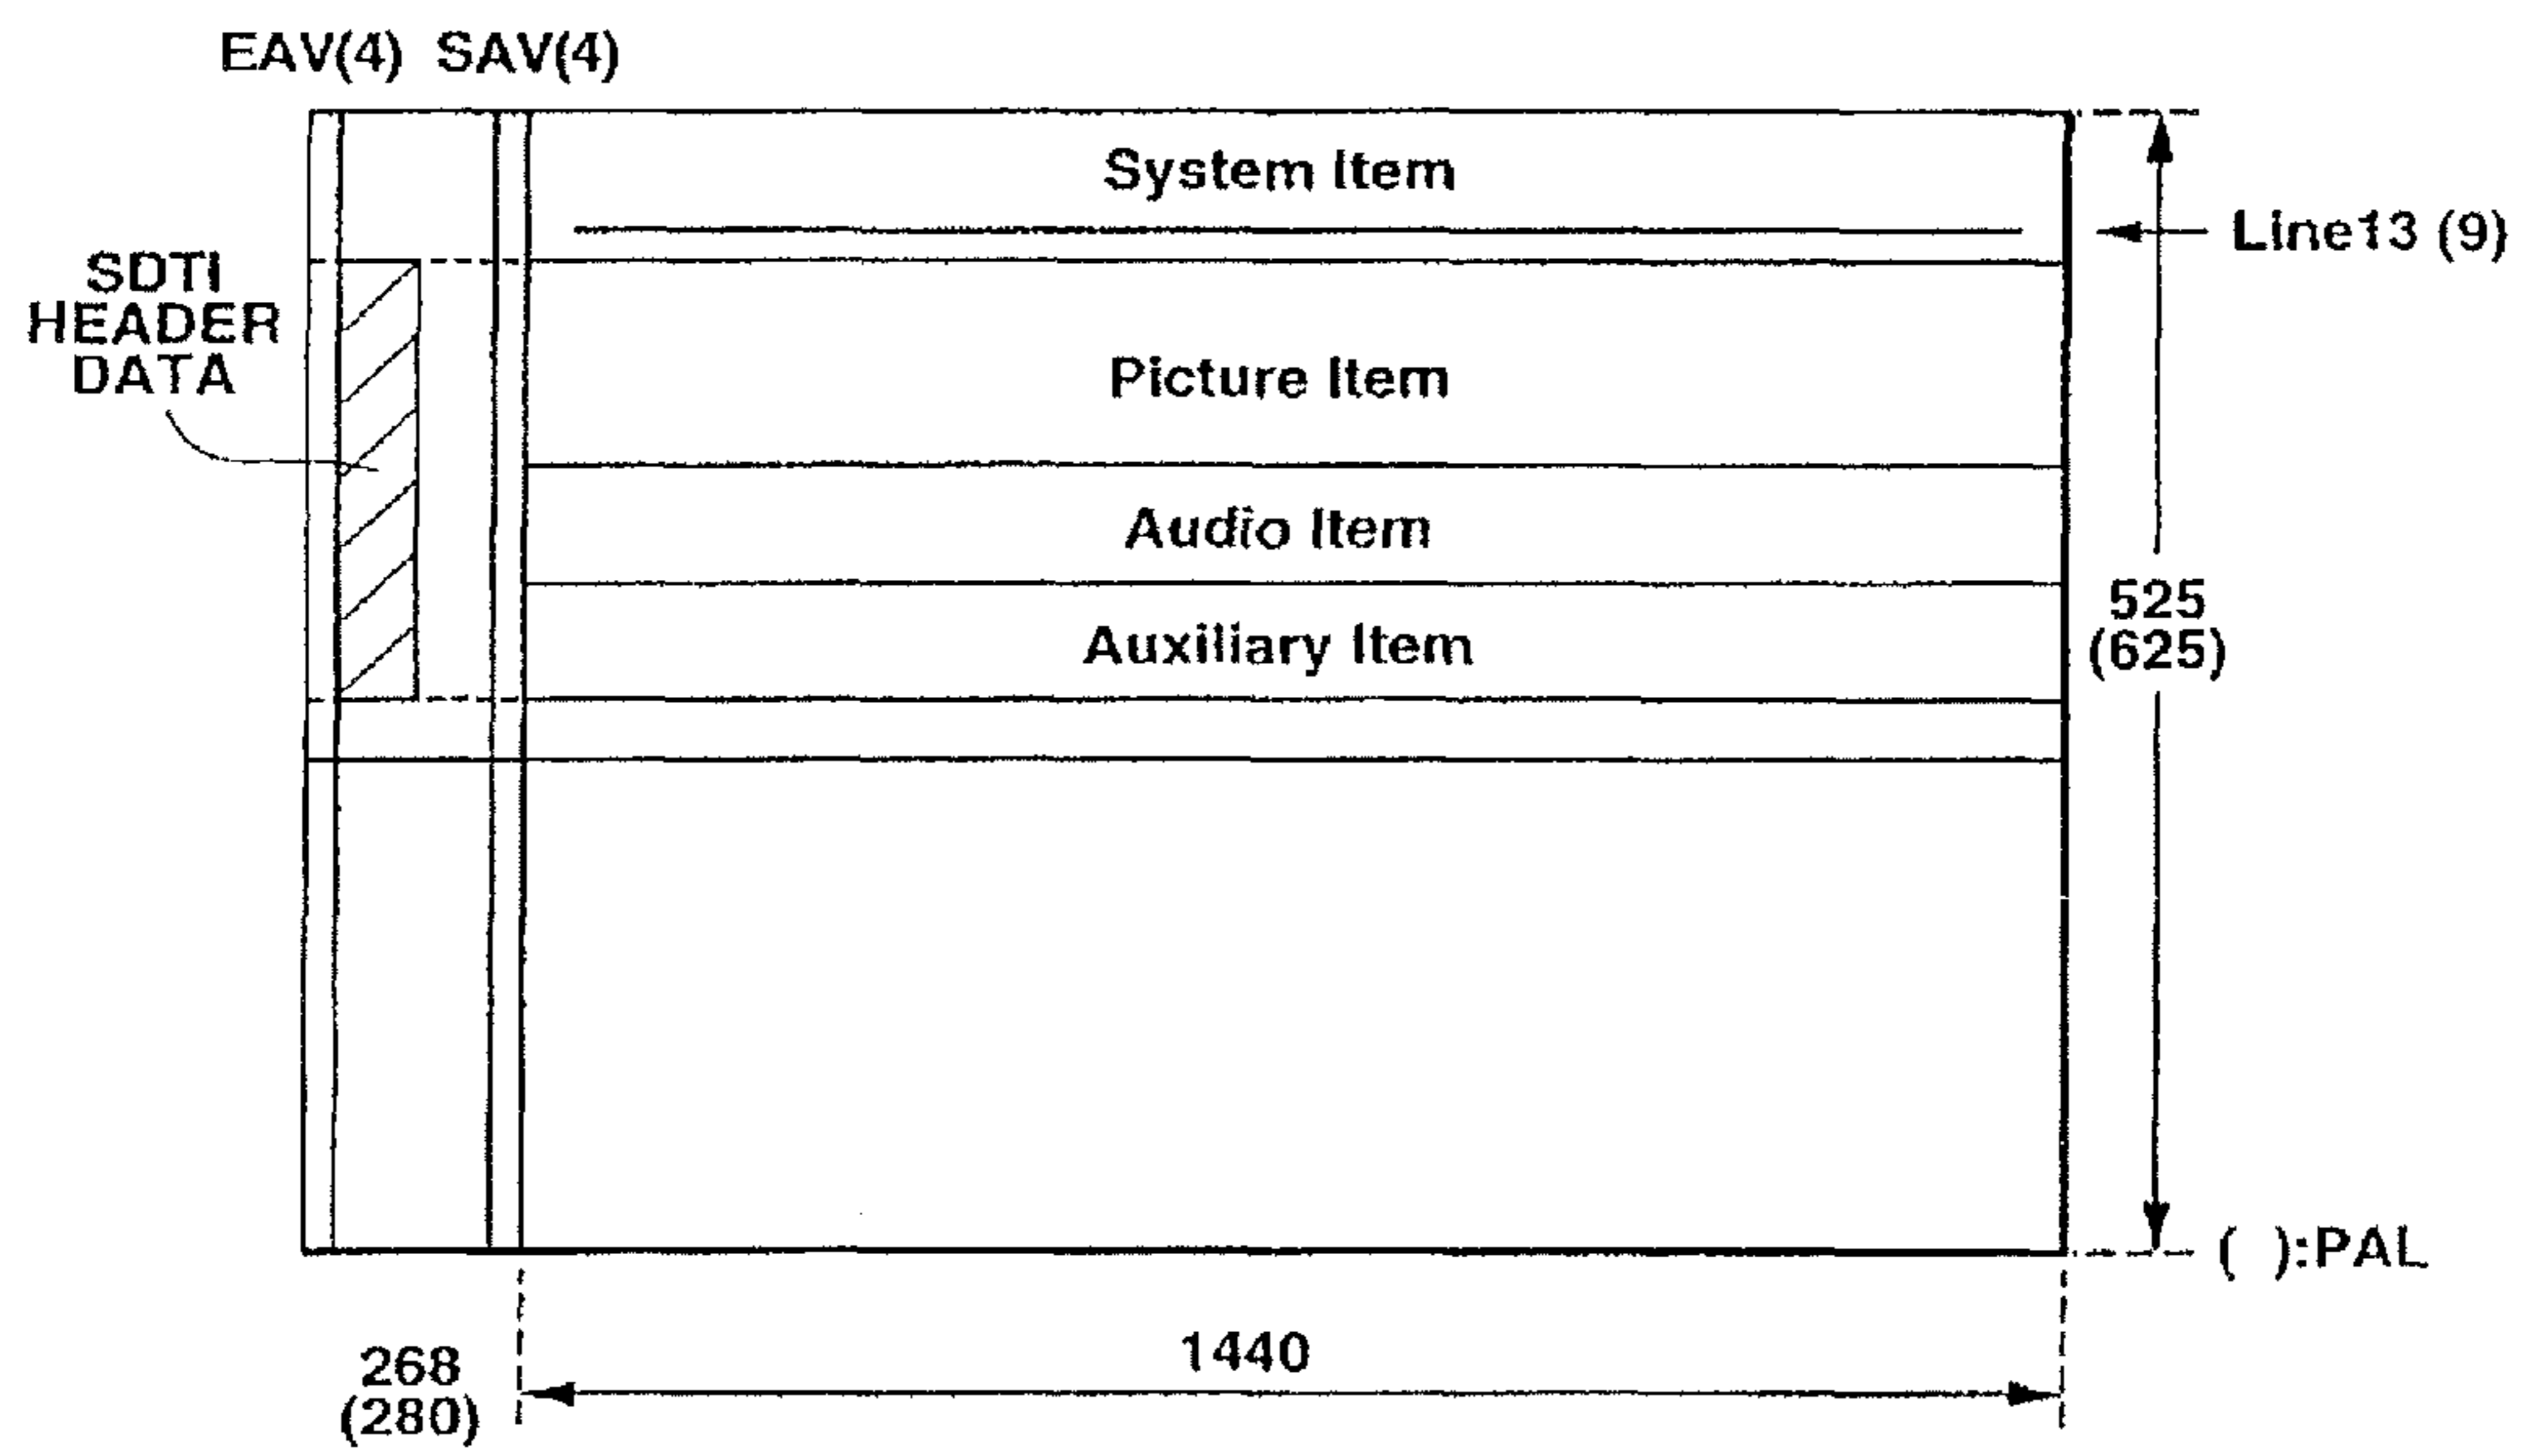 EAV(4) SAV(4)
System Item
Line13 (9)
SDTI
HEADER
DATA
Picture Item
Audio Item
525
(625)
Auxiliary Item
( ):PAL
268
(280)
1440